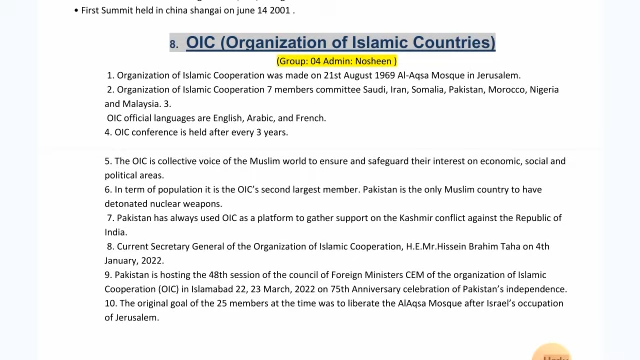 • First Summit held in china shangai on june 14 2001 .
8. OIC (Organization of Islamic Countries)
(Group: 04 Admin: Nosheen )
1. Organization of Islamic Cooperation was made on 21st August 1969 Al-Aqsa Mosque in Jerusalem.
2. Organization of Islamic Cooperation 7 members committee Saudi, Iran, Somalia, Pakistan, Morocco, Nigeria
and Malaysia. 3.
OIC official languages are English, Arabic, and French.
4. OIC conference is held after every 3 years.
5. The OIC is collective voice of the Muslim world to ensure and safeguard their interest on economic, social and
political areas.
6. In term of population it is the OIC’s second largest member. Pakistan is the only Muslim country to have
detonated nuclear weapons.
7. Pakistan has always used OIC as a platform to gather support on the Kashmir conflict against the Republic of
India.
8. Current Secretary General of the Organization of Islamic Cooperation, H.E.Mr.Hissein Brahim Taha on 4th
January, 2022.
9. Pakistan is hosting the 48th session of the council of Foreign Ministers CEM of the organization of Islamic
Cooperation (OIC) in Islamabad 22, 23 March, 2022 on 75th Anniversary celebration of Pakistan’s independence.
10. The original goal of the 25 members at the time was to liberate the AlAqsa Mosque after Israel’s occupation
of Jerusalem.